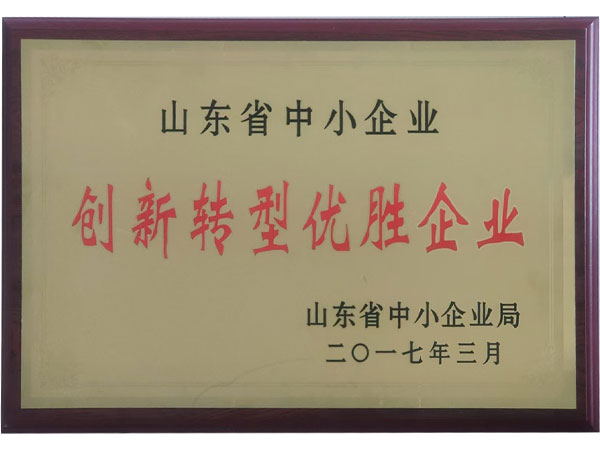 山东省中小企业
创新转型优胜企业
山东省中小企业局
二〇一七年三月